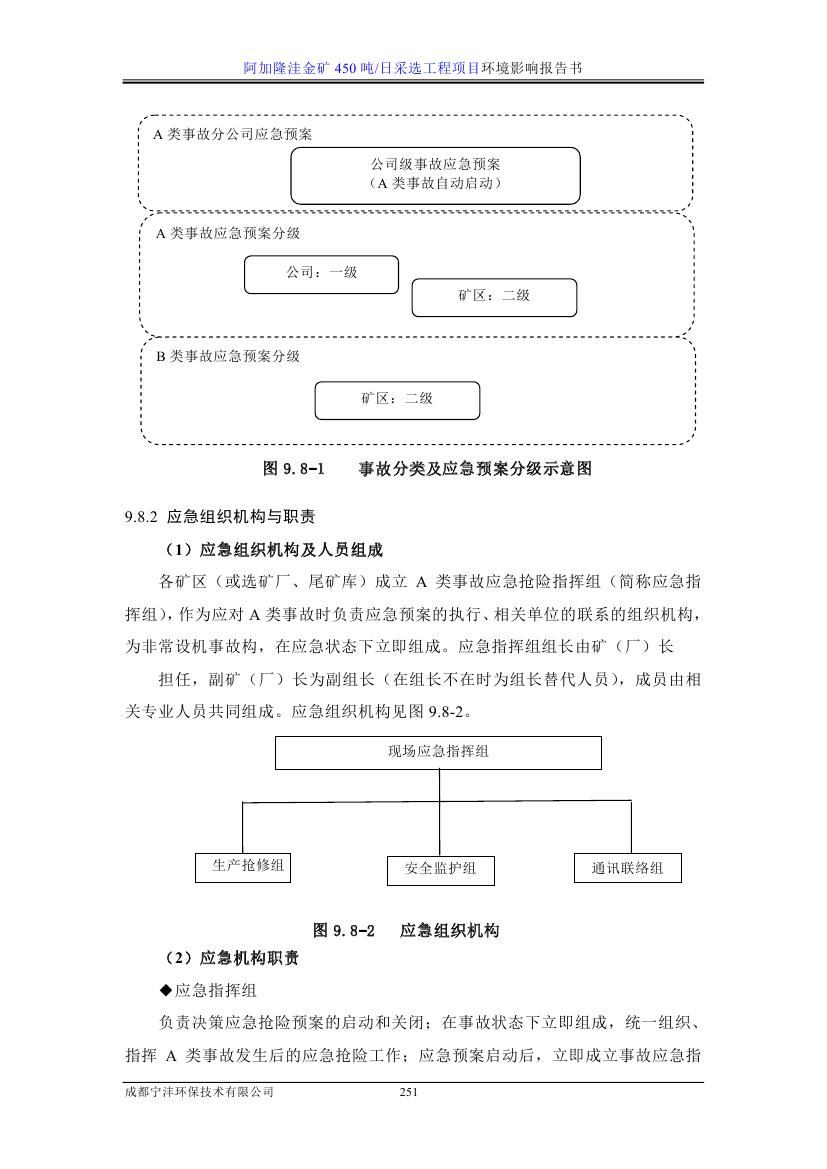 阿加隆洼金矿 450 吨/日采选工程项目环境影响报告书
A 类事故分公司应急预案
公司级事故应急预案
（A 类事故自动启动）
A 类事故应急预案分级
公司：一级
矿区：二级
B 类事故应急预案分级
矿区：二级
图 9.8-1 事故分类及应急预案分级示意图
9.8.2 应急组织机构与职责
（1）应急组织机构及人员组成
各矿区（或选矿厂、尾矿库）成立 A 类事故应急抢险指挥组（简称应急指
挥组），作为应对 A 类事故时负责应急预案的执行、相关单位的联系的组织机构，
为非常设机事故构，在应急状态下立即组成。应急指挥组组长由矿（厂）长
担任，副矿（厂）长为副组长（在组长不在时为组长替代人员），成员由相
关专业人员共同组成。应急组织机构见图 9.8-2。
现场应急指挥组
生产抢修组
安全监护组
通讯联络组
图 9.8-2 应急组织机构
（2）应急机构职责
◆应急指挥组
负责决策应急抢险预案的启动和关闭；在事故状态下立即组成，统一组织、
指挥 A 类事故发生后的应急抢险工作；应急预案启动后，立即成立事故应急指
成都宁沣环保技术有限公司 251